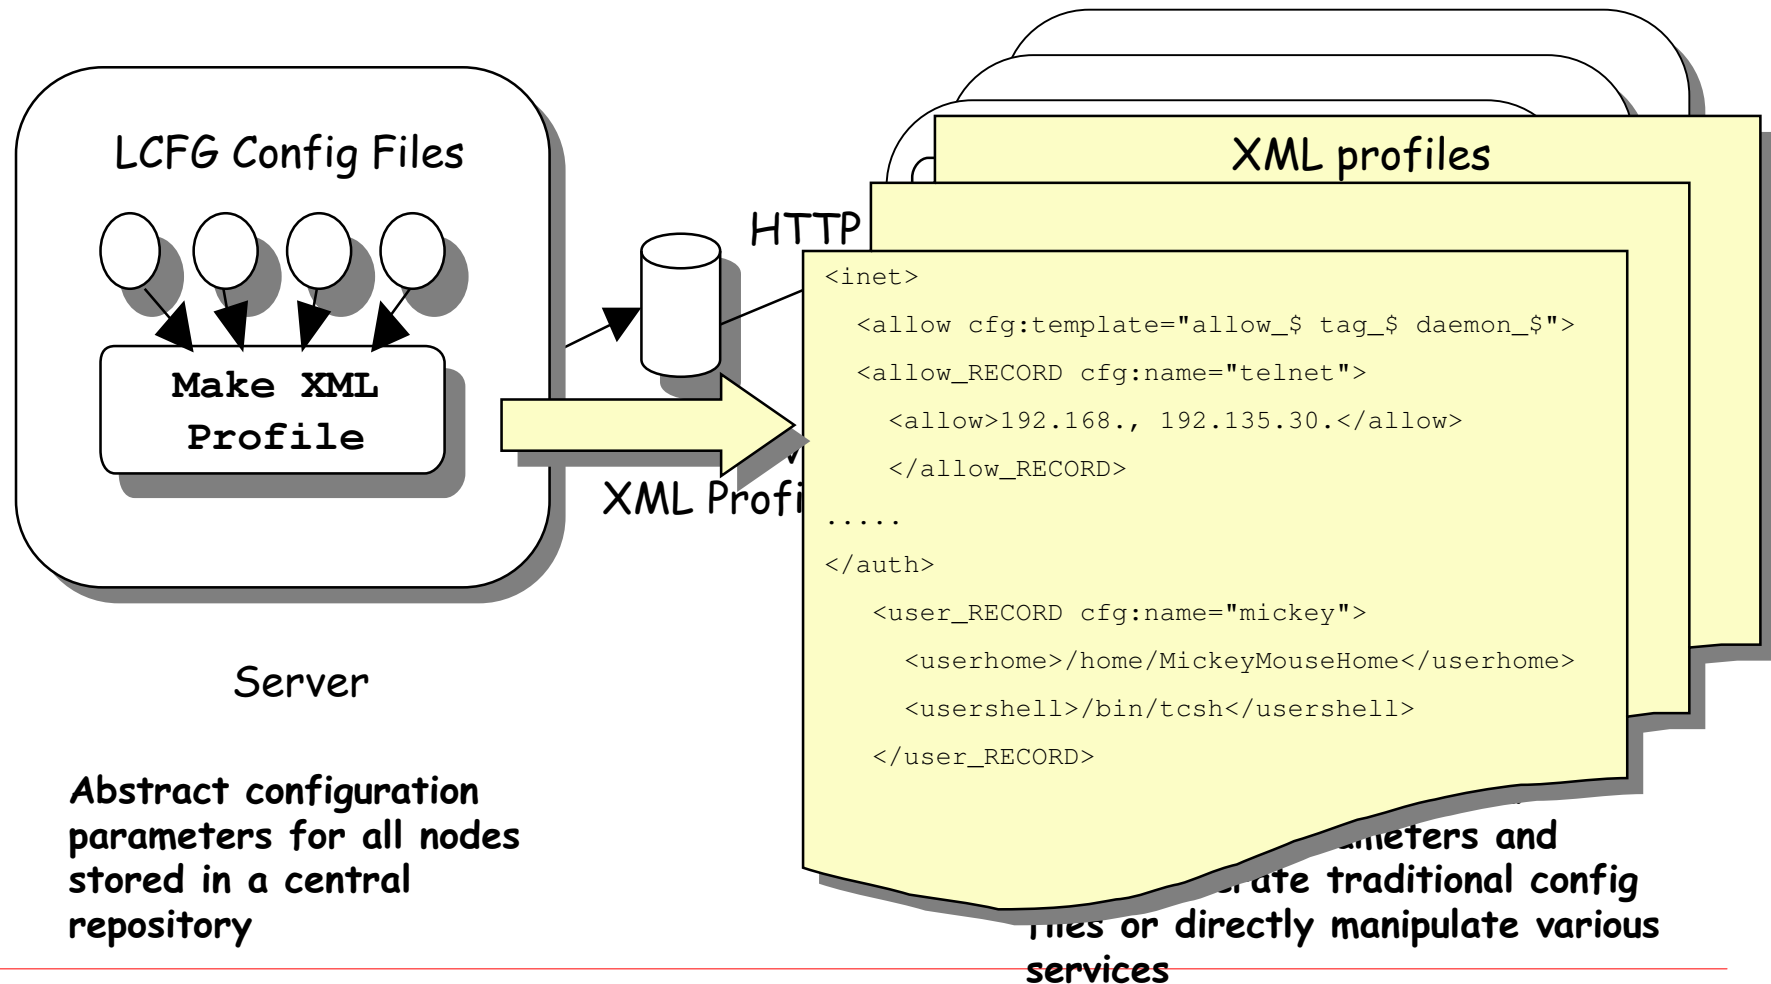 LCFG Config Files
Make XML
Profile
Server
Abstract configuration
parameters for all nodes
stored in a central
repository
HTTP
XML
XML profiles
<inet>
<allow cfg:template="allow_$ tag_$ daemon_$">
<allow_RECORD cfg:name="telnet">
<allow>192.168., 192.135.30.</allow>
</allow_RECORD>
.....
</auth>
<user_RECORD cfg:name="mickey">
<userhome>/home/MickeyMouseHome</userhome>
<usershell>/bin/tcsh</usershell>
</user_RECORD>
and
traditional config
files or directly manipulate various
services